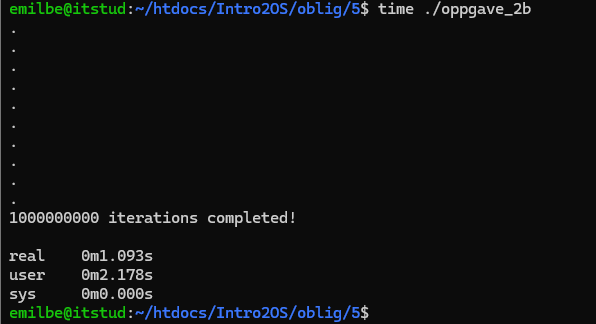 emilbe@itstud:~/htdocs/Intro2OS/oblig/5$ time ./oppgave_2b
.
.
.
.
.
.
.
.
.
.
1000000000 iterations completed!
real 0m1.093s
user 0m2.178s
sys 0m0.000s
emilbe@itstud:~/htdocs/Intro2OS/oblig/5$